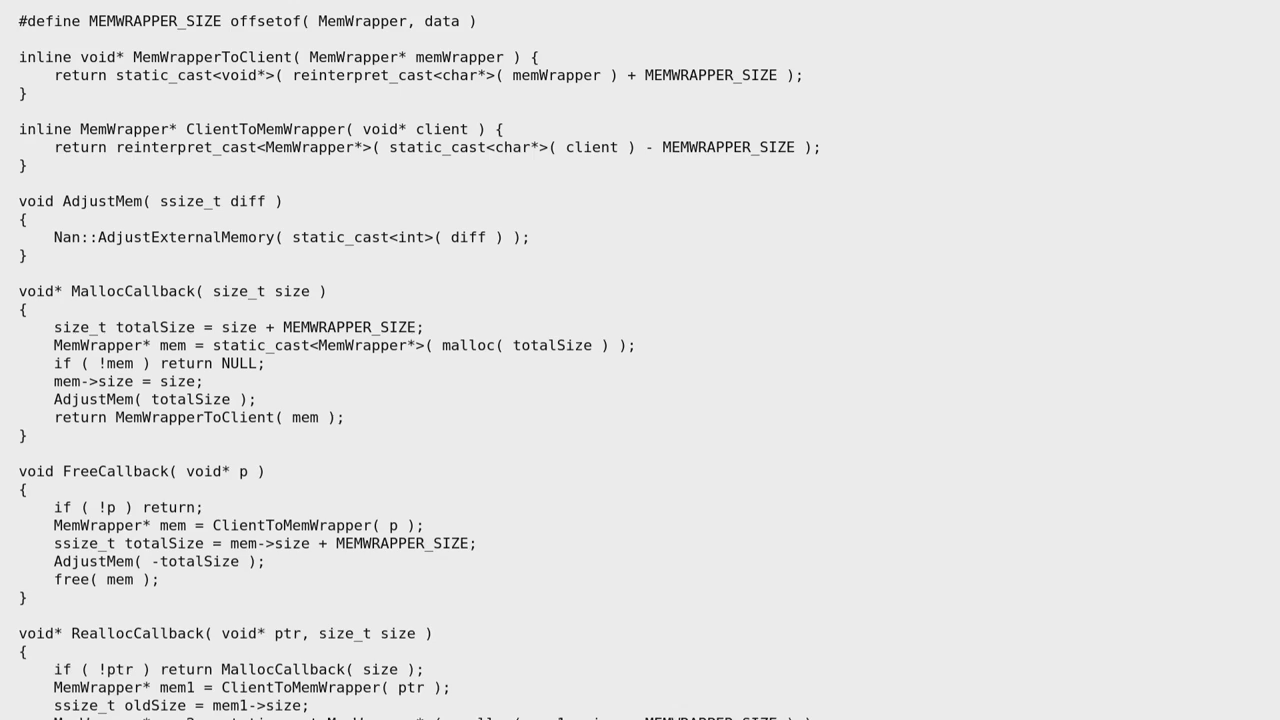 #define MEMWRAPPER_SIZE offsetof( MemWrapper, data )
inline void* MemWrapperToClient( MemWrapper* memWrapper ) {
return static_cast<void*>( reinterpret_cast<char*>( memWrapper ) + MEMWRAPPER_SIZE );
}
inline MemWrapper* ClientToMemWrapper( void* client ) {
return reinterpret_cast<MemWrapper*>( static_cast<char*>( client ) - MEMWRAPPER_SIZE );
}
void AdjustMem( ssize_t diff )
{
Nan::AdjustExternalMemory( static_cast<int>( diff ) );
}
void* MallocCallback( size_t size )
{
size_t totalSize = size + MEMWRAPPER_SIZE;
MemWrapper* mem = static_cast<MemWrapper*>( malloc( totalSize ) );
if ( !mem ) return NULL;
mem->size = size;
AdjustMem( totalSize );
return MemWrapperToClient( mem );
}
void FreeCallback( void* p )
{
if ( !p ) return;
MemWrapper* mem = ClientToMemWrapper( p );
ssize_t totalSize = mem->size + MEMWRAPPER_SIZE;
AdjustMem( -totalSize );
free( mem );
}
void* ReallocCallback( void* ptr, size_t size )
{
if ( !ptr ) return MallocCallback( size );
MemWrapper* mem1 = ClientToMemWrapper( ptr );
ssize_t oldSize = mem1->size;